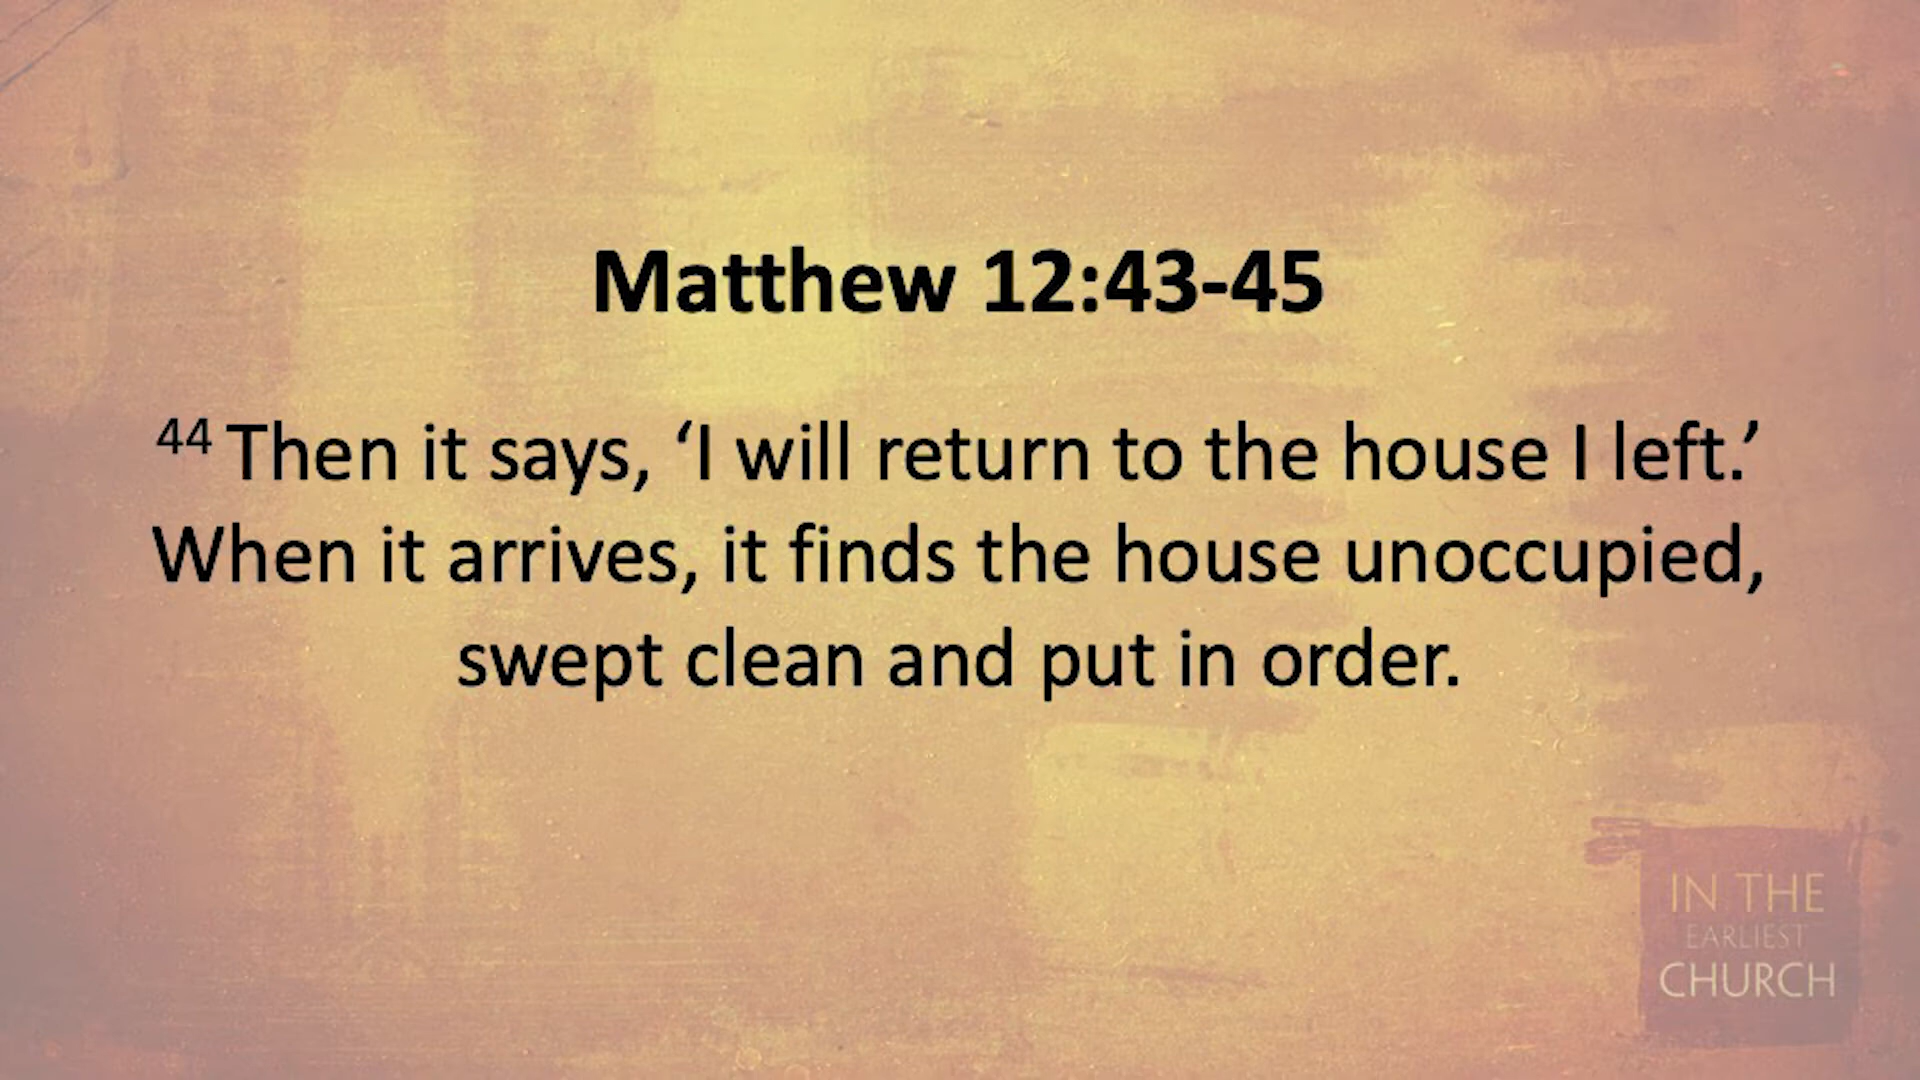 Matthew 12:43-45
44 Then it says, ‘I will return to the house I left.’
When it arrives, it finds the house unoccupied,
swept clean and put in order.
IN THE
EARLIEST
CHURCH